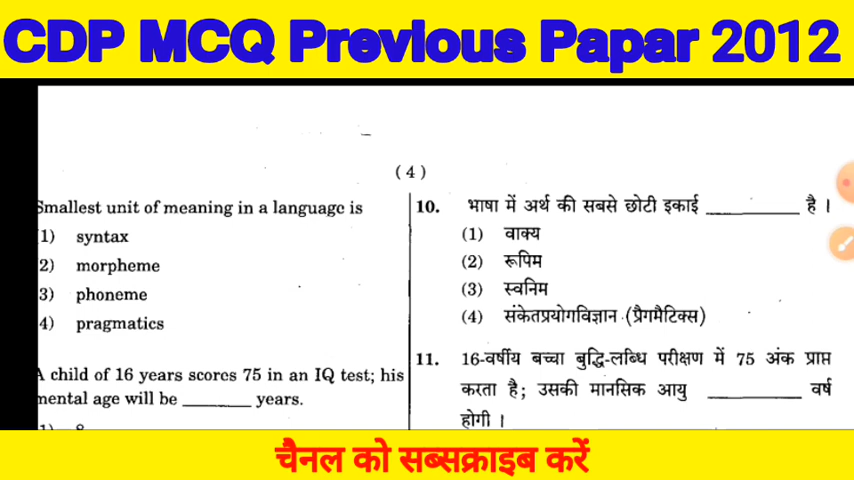 CDP MCQ Previous Papar 2012
(4)
Smallest unit of meaning in a language is
1) syntax
2) morpheme
3) phoneme
4) pragmatics
A child of 16 years scores 75 in an IQ test; his
mental age will be ________ years.
10. भाषा में अर्थ की सबसे छोटी इकाई ________ है ।
(1) वाक्य
(2) रूपिम
(3) स्वनिम
(4) संकेतप्रयोगविज्ञान (प्रैगमैटिक्स)
11. 16-वर्षीय बच्चा बुद्धि-लब्धि परीक्षण में 75 अंक प्राप्त
करता है; उसकी मानसिक आयु ________ वर्ष
होगी ।
चैनल को सब्सक्राइब करें